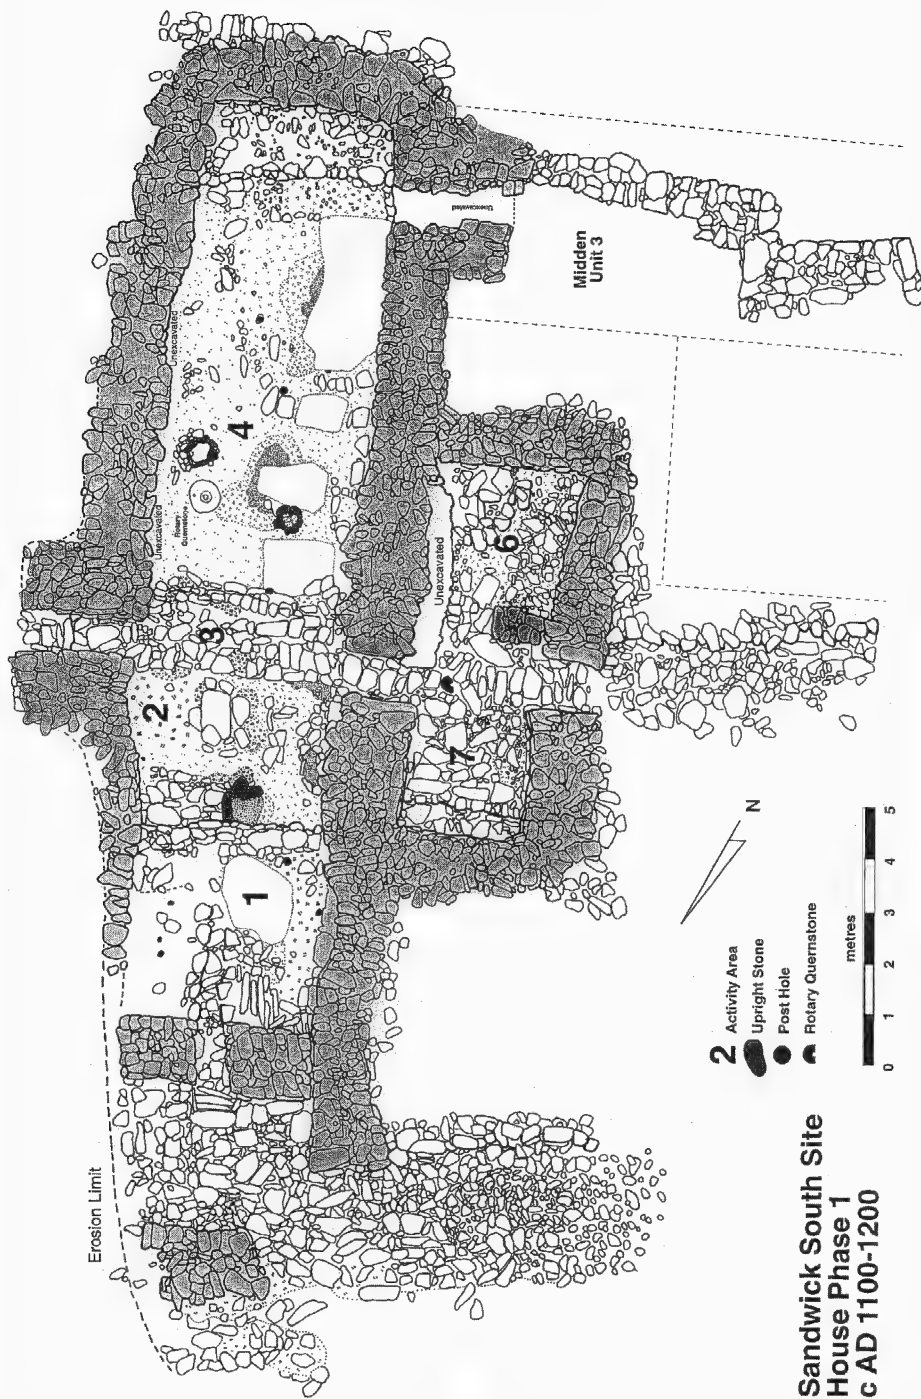 Erosion Limit
1
2
3
4
6
7
Unexcavated
Unexcavated
Rotary
Quernstone
Unexcavated
Unexcavated
Midden
Unit 3
N
2 Activity Area
Upright Stone
Post Hole
Rotary Quernstone
metres
0 1 2 3 4 5
Sandwick South Site
House Phase 1
c AD 1100-1200